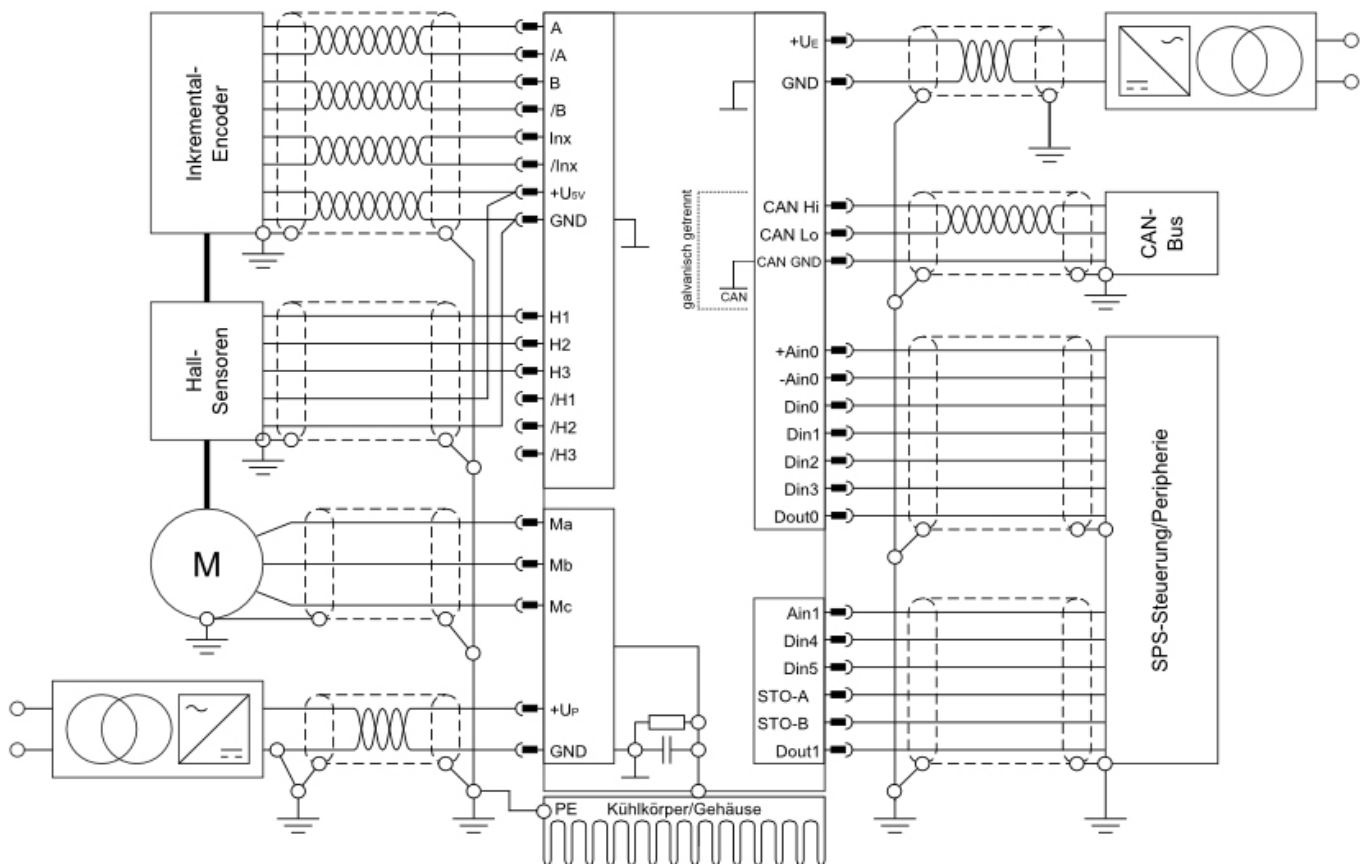 Inkremental-
Encoder
A
/A
B
/B
Inx
/Inx
+U5V
GND
Hall-
Sensoren
H1
H2
H3
/H1
/H2
/H3
M
Ma
Mb
Mc
+UP
GND
PE
Kühlkörper/Gehäuse
+UE
GND
galvanisch getrennt
CAN Hi
CAN Lo
CAN GND
CAN
CAN-
Bus
+Ain0
-Ain0
Din0
Din1
Din2
Din3
Dout0
Ain1
Din4
Din5
STO-A
STO-B
Dout1
SPS-Steuerung/Peripherie